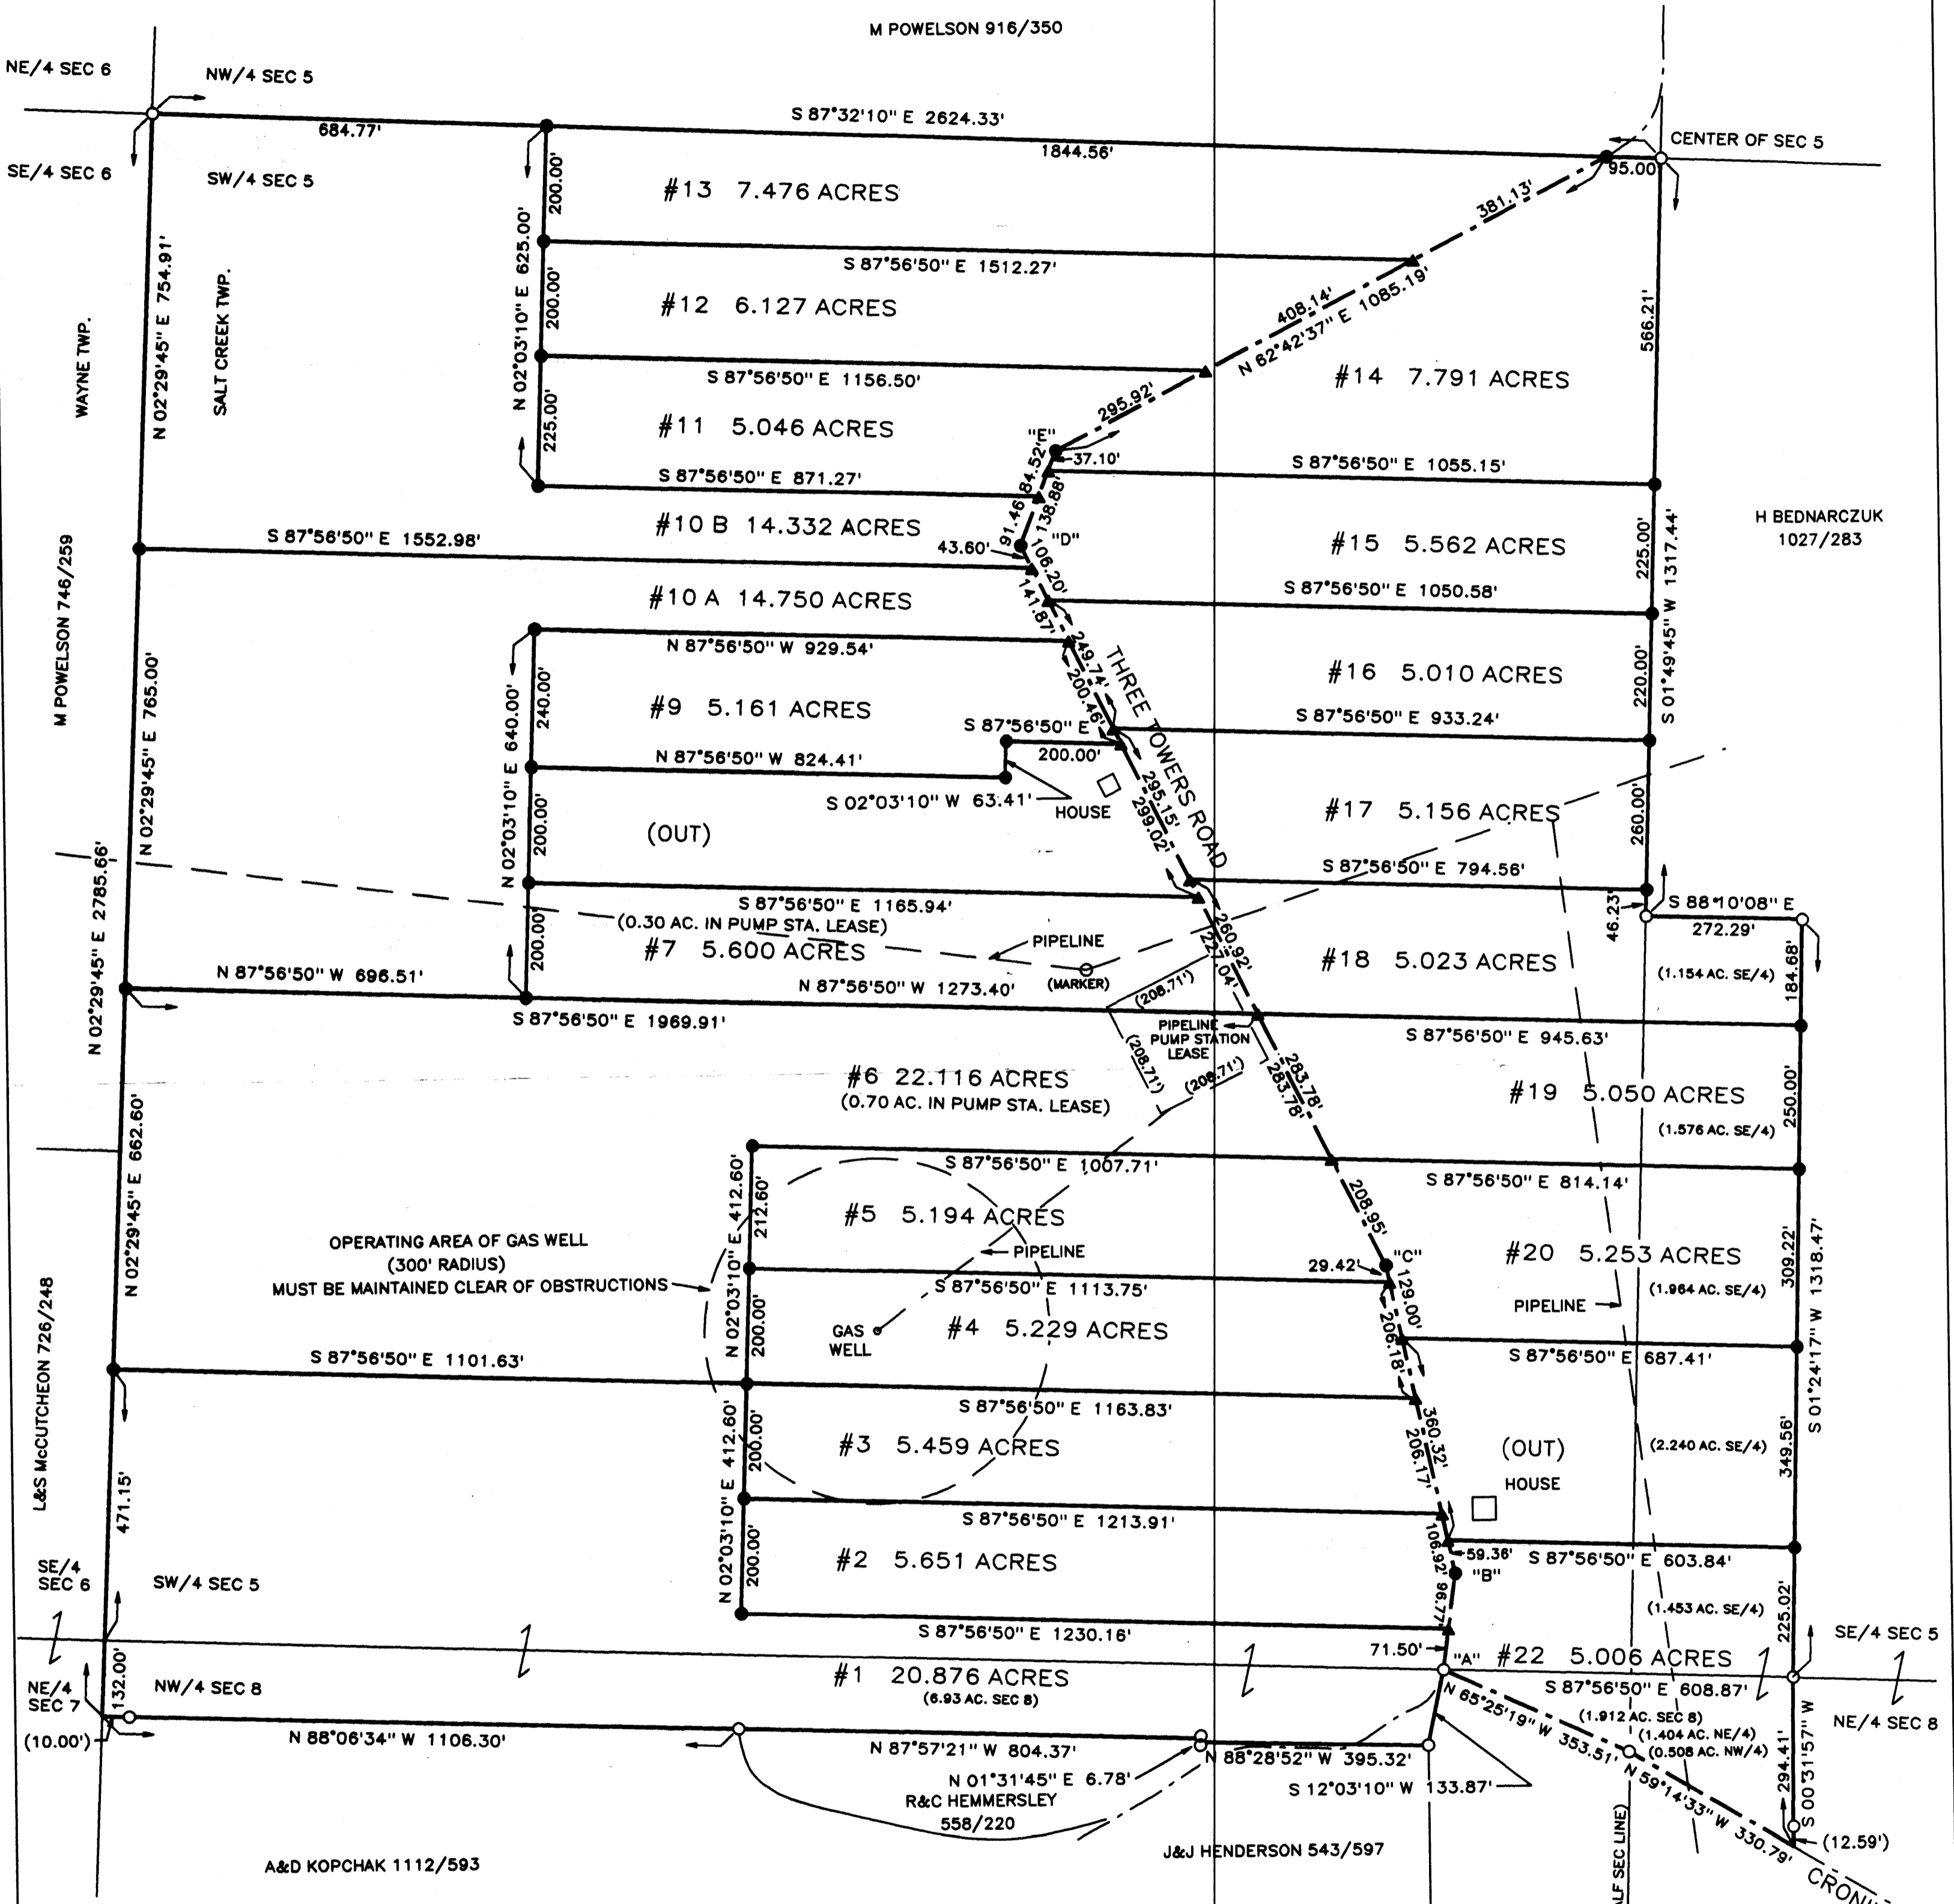 M POWELSON 916/350
NE/4 SEC 6
NW/4 SEC 5
S 87°32'10" E 2624.33'
684.77'
1844.56'
CENTER OF SEC 5
95.00'
SE/4 SEC 6
SW/4 SEC 5
#13 7.476 ACRES
200.00'
381.13'
N 02°03'10" E 625.00'
S 87°56'50" E 1512.27'
WAYNE TWP.
N 02°29'45" E 754.91'
SALT CREEK TWP.
#12 6.127 ACRES
200.00'
408.14'
N 62°42'37" E 1085.19'
566.21'
S 87°56'50" E 1156.50'
#14 7.791 ACRES
#11 5.046 ACRES
225.00'
295.92'
"E"
37.10'
84.52'
S 87°56'50" E 871.27'
S 87°56'50" E 1055.15'
#10 B 14.332 ACRES
91.46'
138.88'
"D"
43.60'
H BEDNARCZUK
1027/283
S 87°56'50" E 1552.98'
#15 5.562 ACRES
225.00'
S 01°49'45" W 1317.44'
106.20'
M POWELSON 746/259
#10 A 14.750 ACRES
141.87'
S 87°56'50" E 1050.58'
N 87°56'50" W 929.54'
249.74'
THREE TOWERS ROAD
#16 5.010 ACRES
220.00'
N 02°29'45" E 765.00'
N 02°03'10" E 640.00'
240.00'
#9 5.161 ACRES
200.46'
S 87°56'50" E
200.00'
S 87°56'50" E 933.24'
N 87°56'50" W 824.41'
S 02°03'10" W 63.41'
HOUSE
295.15'
299.02'
#17 5.156 ACRES
260.00'
(OUT)
200.00'
N 02°29'45" E 2785.66'
S 87°56'50" E 794.56'
S 87°56'50" E 1165.94'
(0.30 AC. IN PUMP STA. LEASE)
46.23'
S 88°10'08" E
272.29'
#7 5.600 ACRES
200.00'
PIPELINE
(MARKER)
260.92'
227.04'
#18 5.023 ACRES
(1.154 AC. SE/4)
184.68'
N 87°56'50" W 696.51'
N 87°56'50" W 1273.40'
(208.71')
S 87°56'50" E 1969.91'
PIPELINE
PUMP STATION
LEASE
S 87°56'50" E 945.63'
(208.71')
(208.71')
#6 22.116 ACRES
(0.70 AC. IN PUMP STA. LEASE)
283.78'
283.78'
#19 5.050 ACRES
250.00'
(1.576 AC. SE/4)
N 02°29'45" E 662.60'
S 87°56'50" E 1007.71'
S 87°56'50" E 814.14'
N 02°03'10" E 412.60'
212.60'
#5 5.194 ACRES
208.95'
"C"
29.42'
129.00'
OPERATING AREA OF GAS WELL
(300' RADIUS)
MUST BE MAINTAINED CLEAR OF OBSTRUCTIONS
PIPELINE
#20 5.253 ACRES
(1.964 AC. SE/4)
PIPELINE
309.22'
S 01°24'17" W 1318.47'
S 87°56'50" E 1113.75'
GAS
WELL
#4 5.229 ACRES
200.00'
206.18'
S 87°56'50" E 687.41'
L&S McCUTCHEON 726/248
S 87°56'50" E 1101.63'
S 87°56'50" E 1163.83'
N 02°03'10" E 412.60'
200.00'
#3 5.459 ACRES
360.32'
206.17'
(OUT)
HOUSE
(2.240 AC. SE/4)
349.56'
471.15'
S 87°56'50" E 1213.91'
200.00'
#2 5.651 ACRES
106.92'
59.36'
"B"
S 87°56'50" E 603.84'
SE/4
SEC 6
SW/4 SEC 5
96.77'
(1.453 AC. SE/4)
225.02'
S 87°56'50" E 1230.16'
71.50'
"A"
#22 5.006 ACRES
SE/4 SEC 5
#1 20.876 ACRES
(6.93 AC. SEC 8)
132.00'
NE/4
SEC 7
NW/4 SEC 8
S 87°56'50" E 608.87'
(1.912 AC. SEC 8)
(1.404 AC. NE/4)
(0.508 AC. NW/4)
NE/4 SEC 8
(10.00')
N 88°06'34" W 1106.30'
N 87°57'21" W 804.37'
N 88°28'52" W 395.32'
N 65°25'19" W 353.51'
N 01°31'45" E 6.78'
S 12°03'10" W 133.87'
N 59°14'33" W 330.79'
294.41'
S 00°31'57" W
(12.59')
R&C HEMMERSLEY
558/220
A&D KOPCHAK 1112/593
J&J HENDERSON 543/597
SEC LINE)